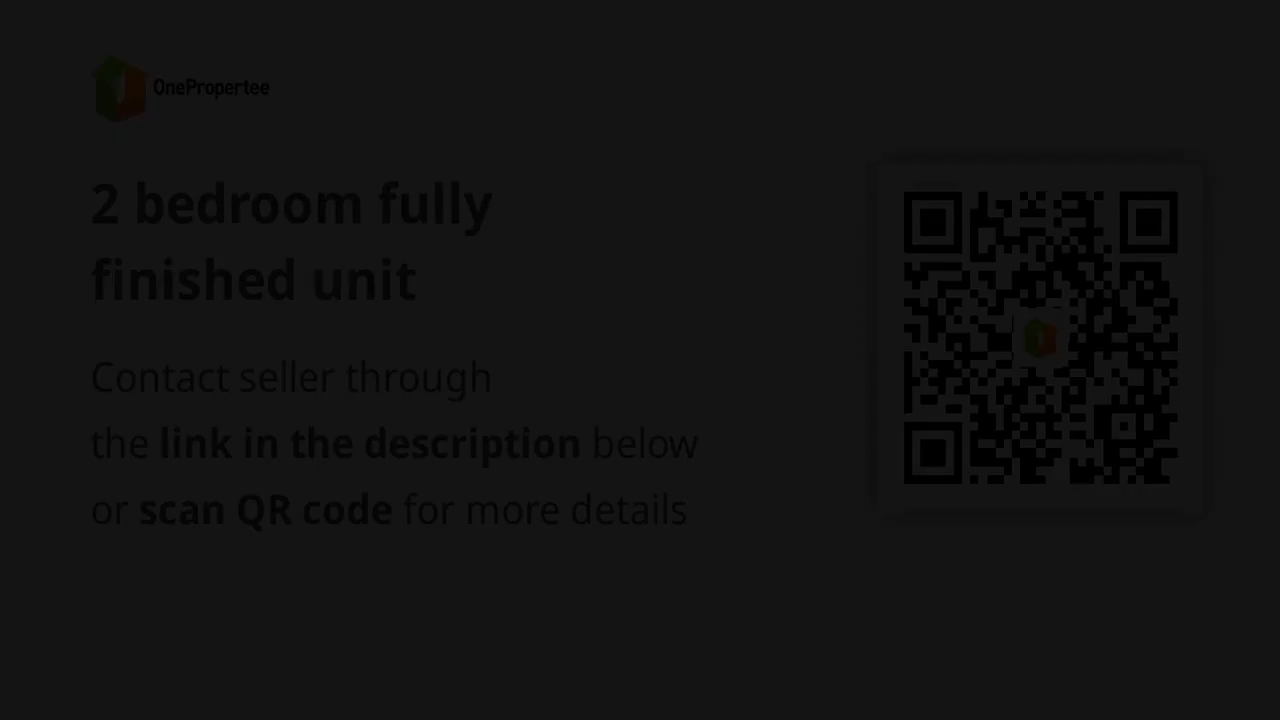 OnePropertee
2 bedroom fully
finished unit
Contact seller through
the link in the description below
or scan QR code for more details